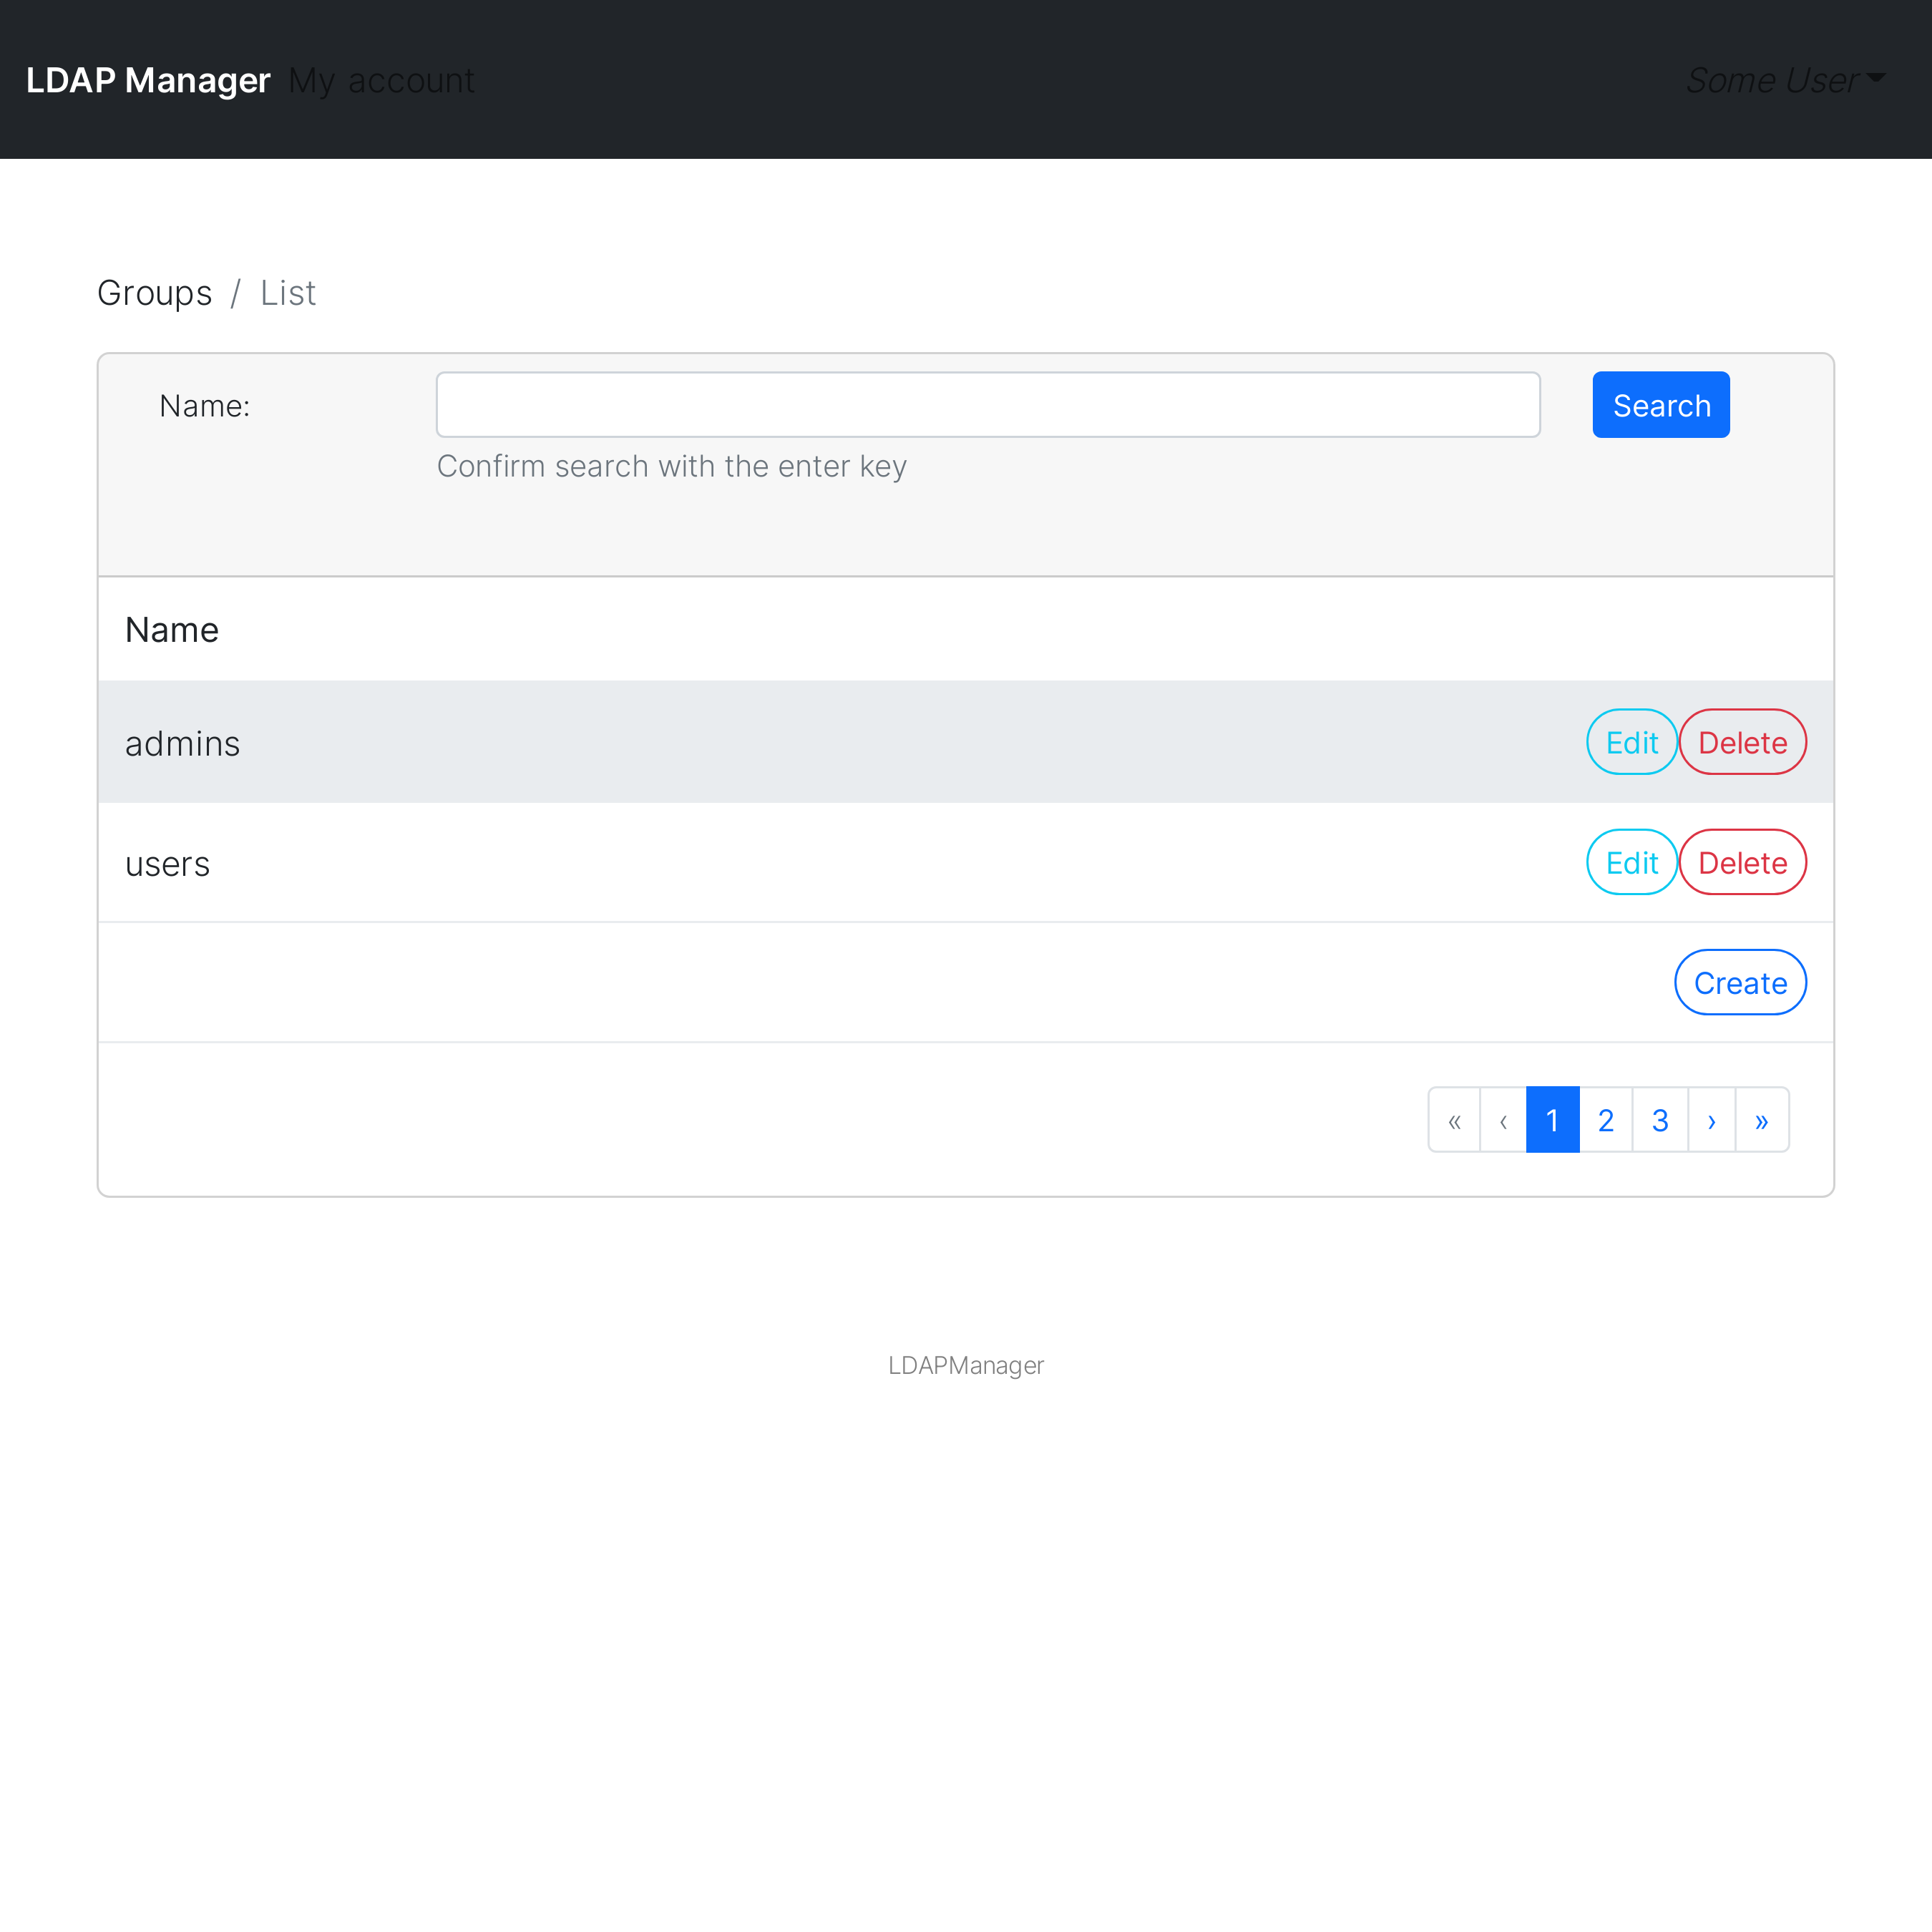 LDAP Manager My account Some User
Groups / List
Name: Search
Confirm search with the enter key
Name
admins Edit Delete
users Edit Delete
Create
« ‹ 1 2 3 › »
LDAPManager